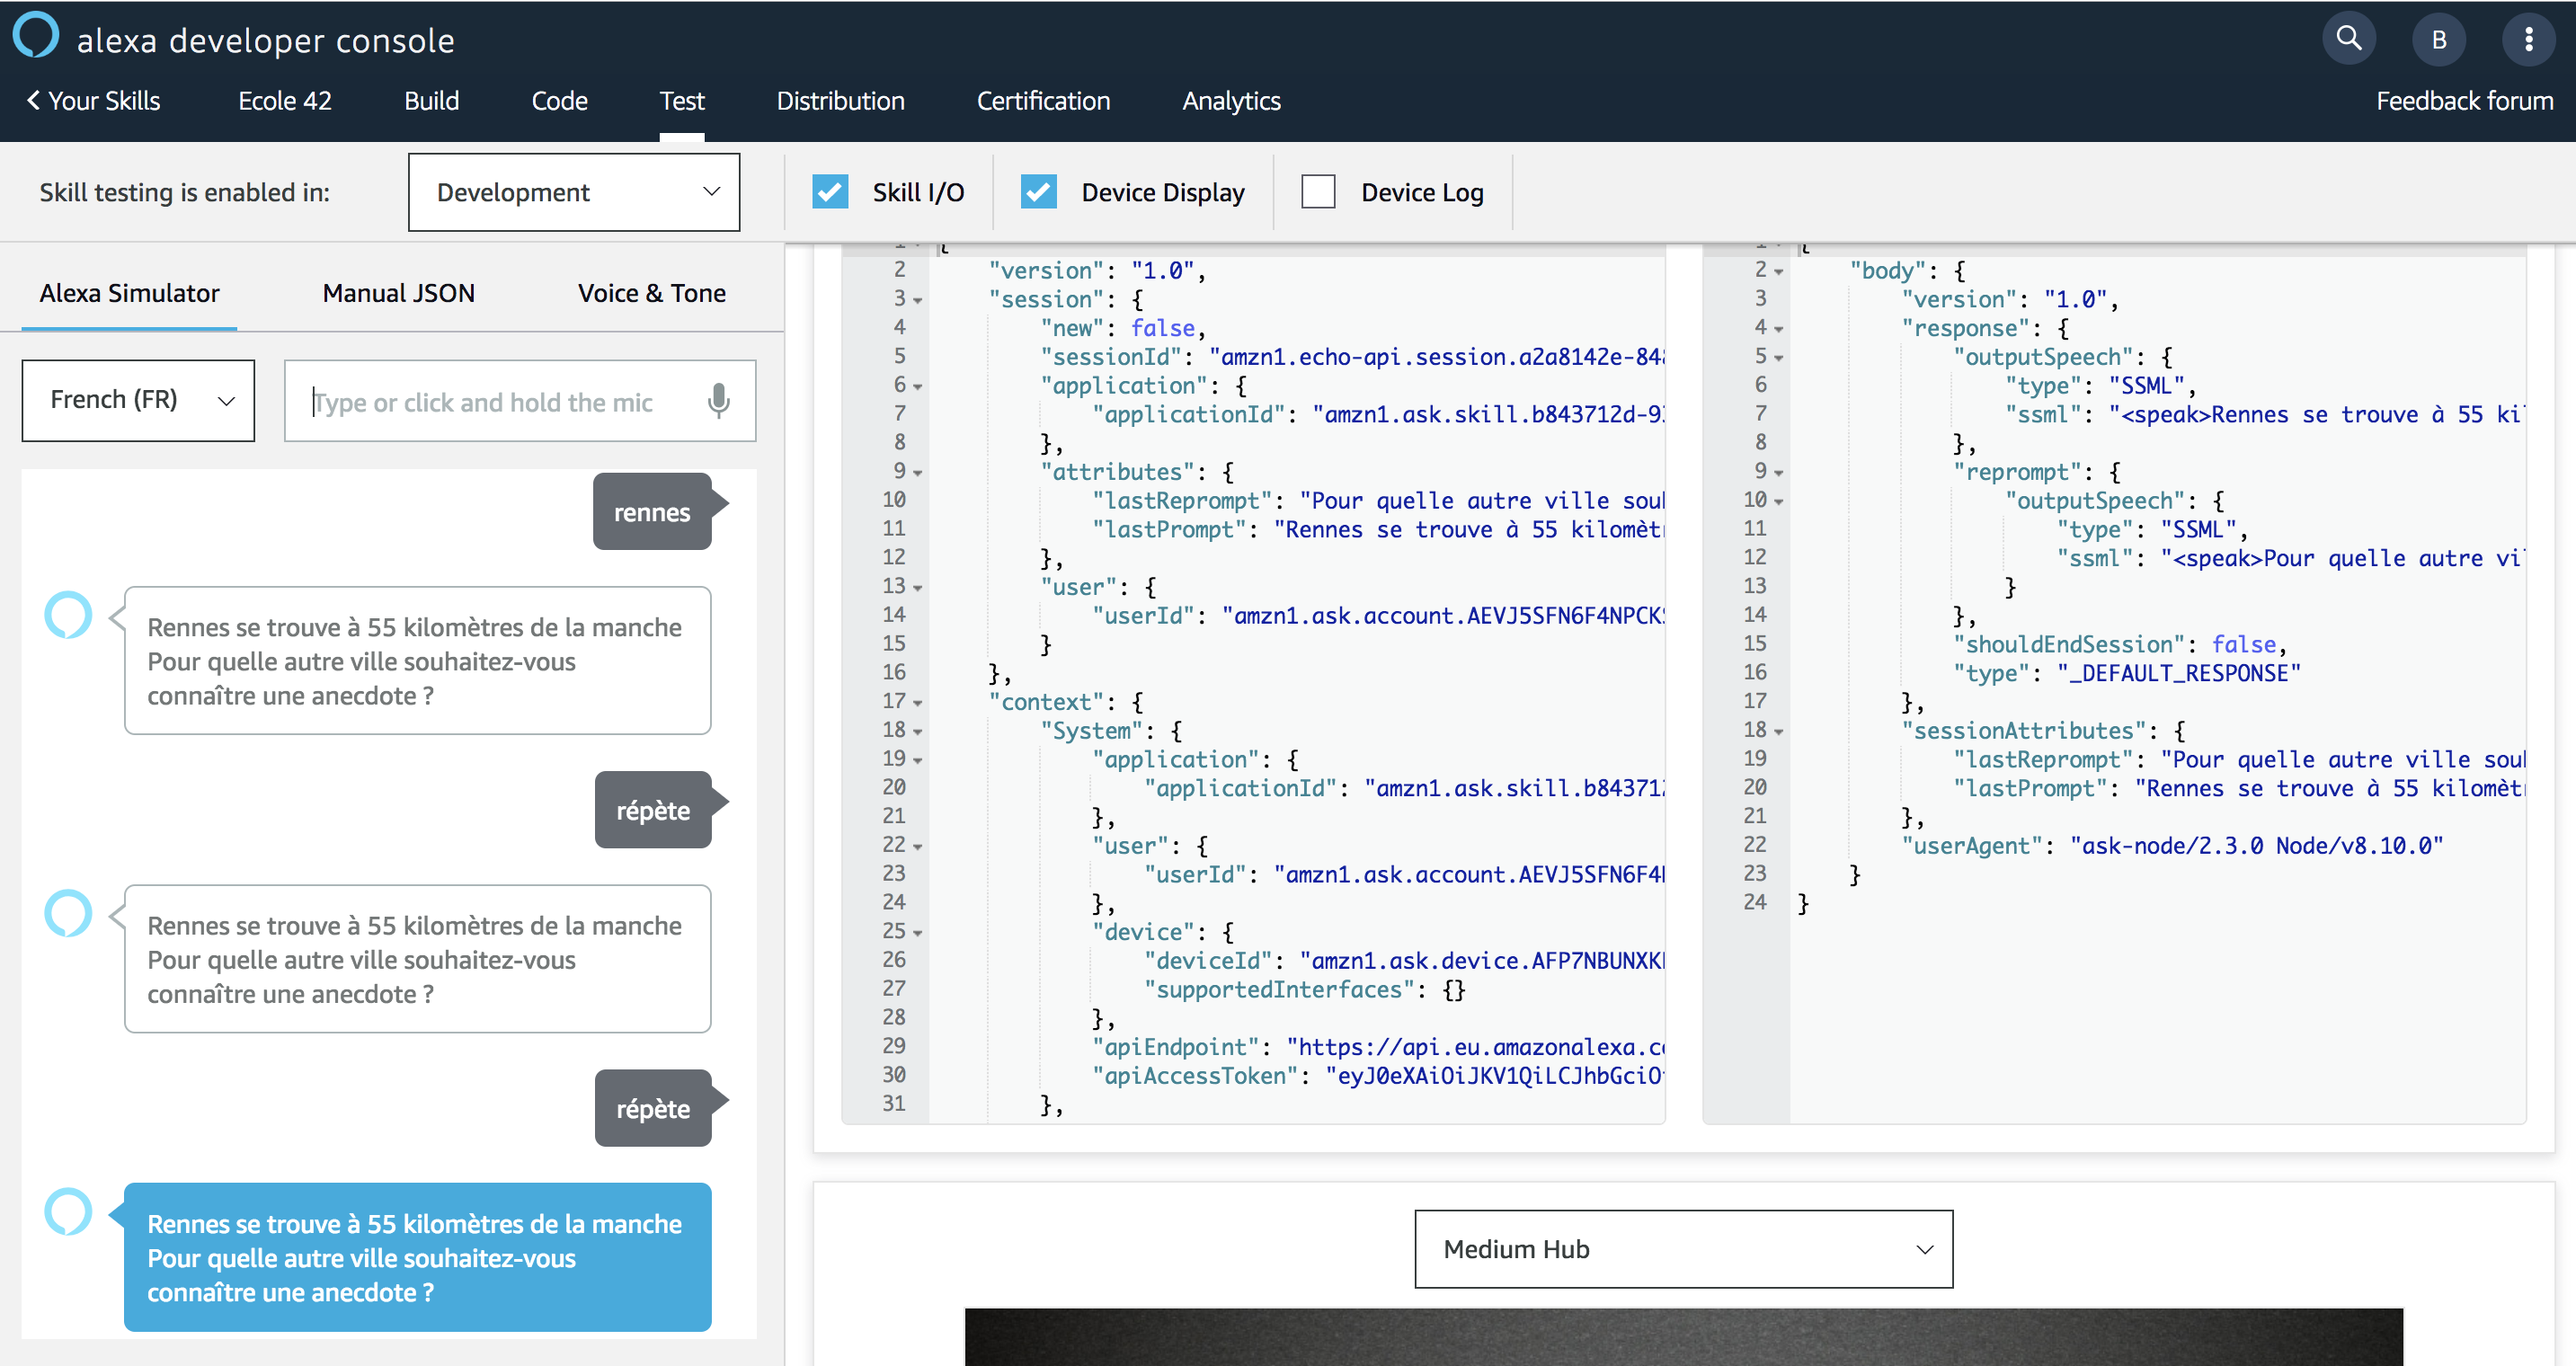 alexa developer console
B
Your Skills
Ecole 42
Build
Code
Test
Distribution
Certification
Analytics
Feedback forum
Skill testing is enabled in:
Development
Skill I/O
Device Display
Device Log
Alexa Simulator
Manual JSON
Voice & Tone
French (FR)
Type or click and hold the mic
rennes
Rennes se trouve à 55 kilomètres de la manche
Pour quelle autre ville souhaitez-vous
connaître une anecdote ?
répète
Rennes se trouve à 55 kilomètres de la manche
Pour quelle autre ville souhaitez-vous
connaître une anecdote ?
répète
Rennes se trouve à 55 kilomètres de la manche
Pour quelle autre ville souhaitez-vous
connaître une anecdote ?
1 {
2 "version": "1.0",
3 "session": {
4 "new": false,
5 "sessionId": "amzn1.echo-api.session.a2a8142e-84
6 "application": {
7 "applicationId": "amzn1.ask.skill.b843712d-9
8 },
9 "attributes": {
10 "lastReprompt": "Pour quelle autre ville sou
11 "lastPrompt": "Rennes se trouve à 55 kilomèt
12 },
13 "user": {
14 "userId": "amzn1.ask.account.AEVJ5SFN6F4NPCK
15 }
16 },
17 "context": {
18 "System": {
19 "application": {
20 "applicationId": "amzn1.ask.skill.b84371
21 },
22 "user": {
23 "userId": "amzn1.ask.account.AEVJ5SFN6F4
24 },
25 "device": {
26 "deviceId": "amzn1.ask.device.AFP7NBUNXK
27 "supportedInterfaces": {}
28 },
29 "apiEndpoint": "https://api.eu.amazonalexa.c
30 "apiAccessToken": "eyJ0eXAiOiJKV1QiLCJhbGciO
31 },
1 {
2 "body": {
3 "version": "1.0",
4 "response": {
5 "outputSpeech": {
6 "type": "SSML",
7 "ssml": "<speak>Rennes se trouve à 55 ki
8 },
9 "reprompt": {
10 "outputSpeech": {
11 "type": "SSML",
12 "ssml": "<speak>Pour quelle autre vi
13 }
14 },
15 "shouldEndSession": false,
16 "type": "_DEFAULT_RESPONSE"
17 },
18 "sessionAttributes": {
19 "lastReprompt": "Pour quelle autre ville sou
20 "lastPrompt": "Rennes se trouve à 55 kilomèt
21 },
22 "userAgent": "ask-node/2.3.0 Node/v8.10.0"
23 }
24 }
Medium Hub